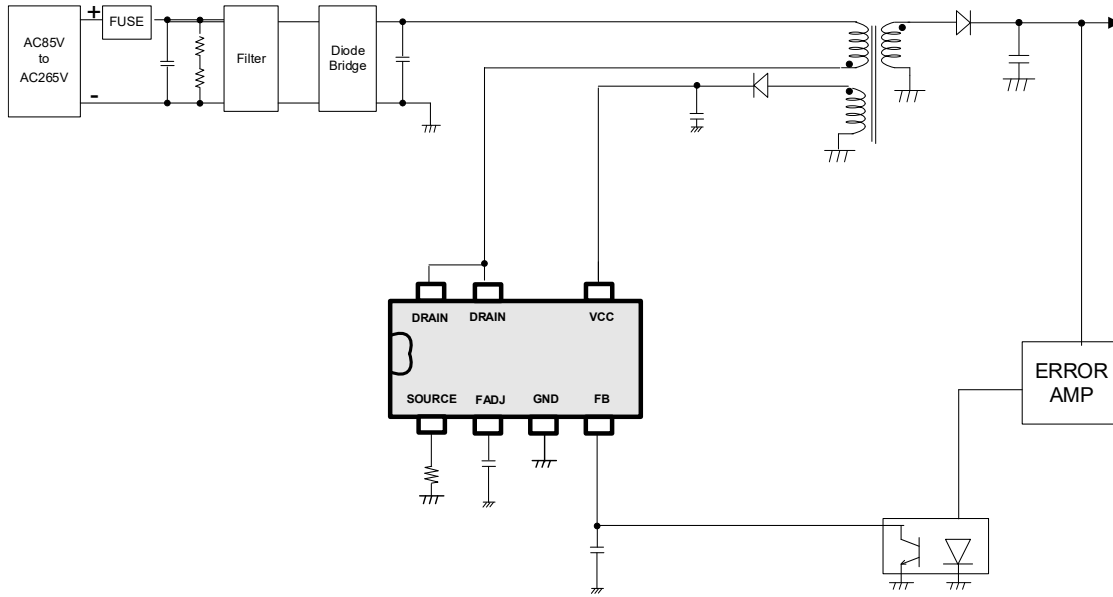 AC85V
to
AC265V
+
-
FUSE
Filter
Diode
Bridge
DRAIN
DRAIN
VCC
SOURCE
FADJ
GND
FB
ERROR
AMP